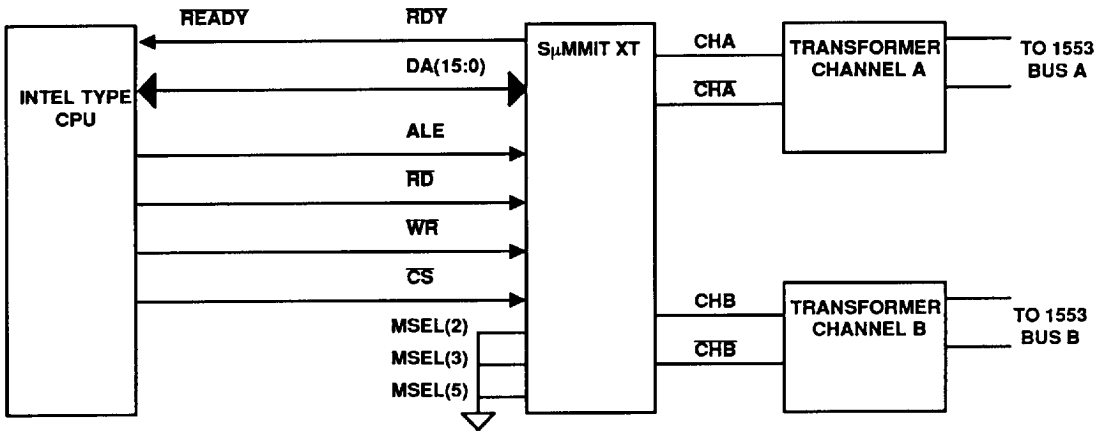 READY
RDY
DA(15:0)
INTEL TYPE
CPU
ALE
RD
WR
CS
MSEL(2)
MSEL(3)
MSEL(5)
SµMMIT XT
CHA
CHA
TRANSFORMER
CHANNEL A
TO 1553
BUS A
CHB
CHB
TRANSFORMER
CHANNEL B
TO 1553
BUS B